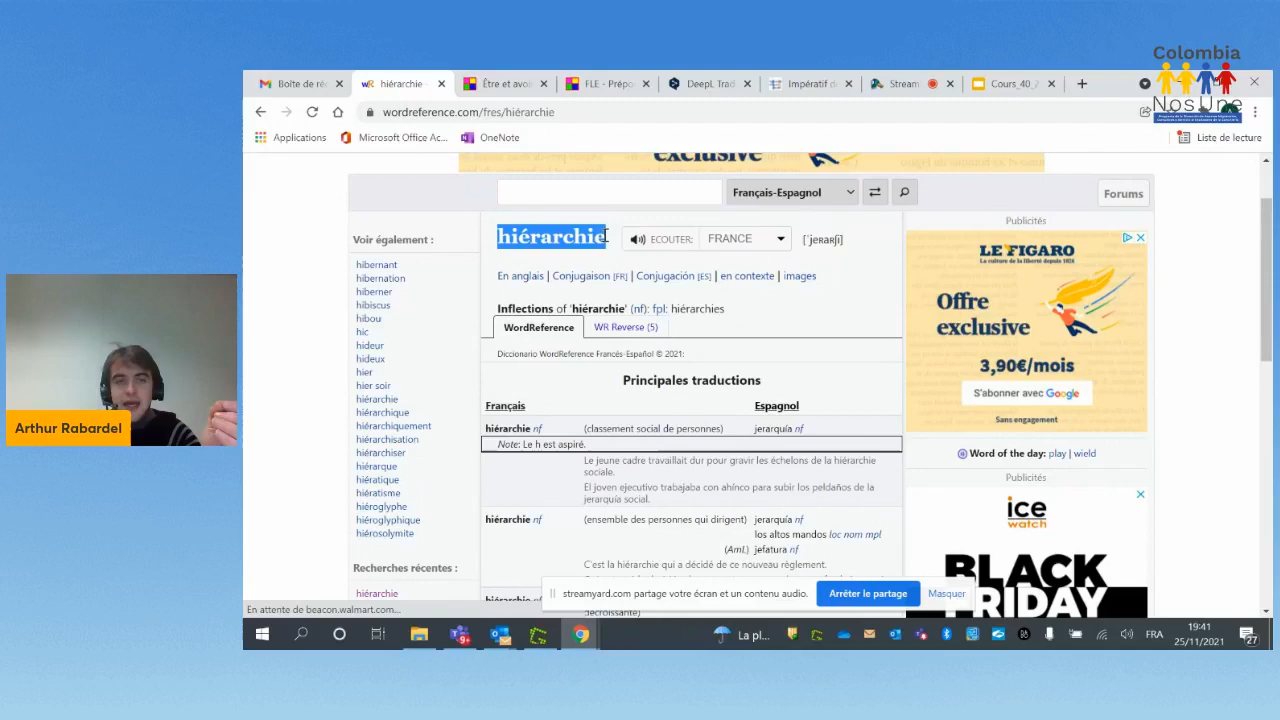 Colombia
NosUne
Boîte de réc
hiérarchie -
Être et avoi
FLE - Prépo
DeepL Trad
Impératif d
Stream
Cours_40_2
wordreference.com/fres/hiérarchie
Applications
Microsoft Office Ac...
OneNote
Liste de lecture
exclusive
Français-Espagnol
Forums
Voir également :
hibernant
hibernation
hiberner
hibiscus
hibou
hic
hideur
hideux
hier
hier soir
hiérarchie
hiérarchique
hiérarchiquement
hiérarchisation
hiérarchiser
hiérarque
hiératique
hiératisme
hiéroglyphe
hiéroglyphique
hiérosolymite
Recherches récentes :
hiérarchie
hiérarchie
ECOUTER:
FRANCE
[ˈjeʀaʀʃi]
En anglais | Conjugaison [FR] | Conjugación [ES] | en contexte | images
Inflections of 'hiérarchie' (nf): fpl: hiérarchies
WordReference
WR Reverse (5)
Diccionario WordReference Francés-Español © 2021:
Principales traductions
Français
Espagnol
hiérarchie nf
(classement social de personnes)
jerarquía nf
Note: Le h est aspiré.
Le jeune cadre travaillait dur pour gravir les échelons de la hiérarchie
sociale.
El joven ejecutivo trabajaba con ahínco para subir los peldaños de la
jerarquía social.
hiérarchie nf
(ensemble des personnes qui dirigent)
jerarquía nf
los altos mandos loc nom mpl
(AmL)
jefatura nf
C'est la hiérarchie qui a décidé de ce nouveau règlement.
hiérarchie nf
décroissante)
Publicités
LE FIGARO
La culture de la liberté depuis 1826
Offre
exclusive
3,90€/mois
S'abonner avec Google
Sans engagement
Word of the day: play | wield
Publicités
ice
watch
BLACK
FRIDAY
streamyard.com partage votre écran et un contenu audio.
Arrêter le partage
Masquer
En attente de beacon.walmart.com...
Arthur Rabardel
9+
La pl...
FRA
19:41
25/11/2021
27